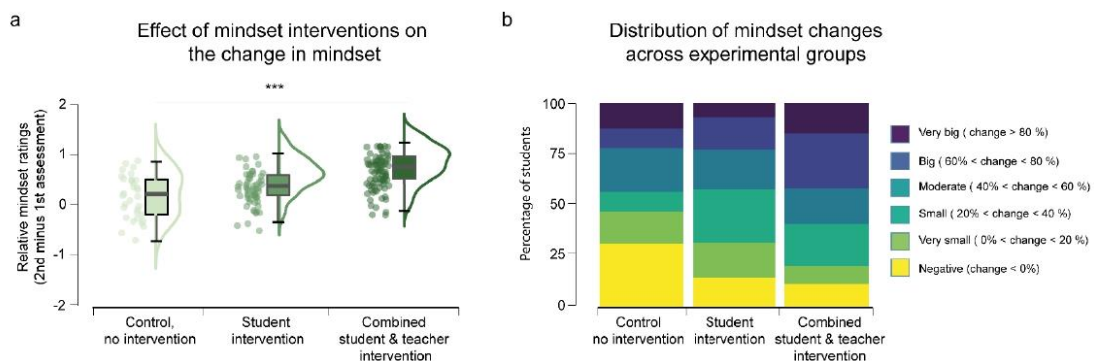 a
Effect of mindset interventions on
the change in mindset
***
Relative mindset ratings
(2nd minus 1st assessment)
2
1
0
-1
-2
Control,
no intervention
Student
intervention
Combined
student & teacher
intervention
b
Distribution of mindset changes
across experimental groups
Percentage of students
100
75
50
25
0
Control
no intervention
Student
intervention
Combined
student & teacher
intervention
Very big ( change > 80 %)
Big ( 60% < change < 80 %)
Moderate ( 40% < change < 60 %)
Small ( 20% < change < 40 %)
Very small ( 0% < change < 20 %)
Negative (change < 0%)